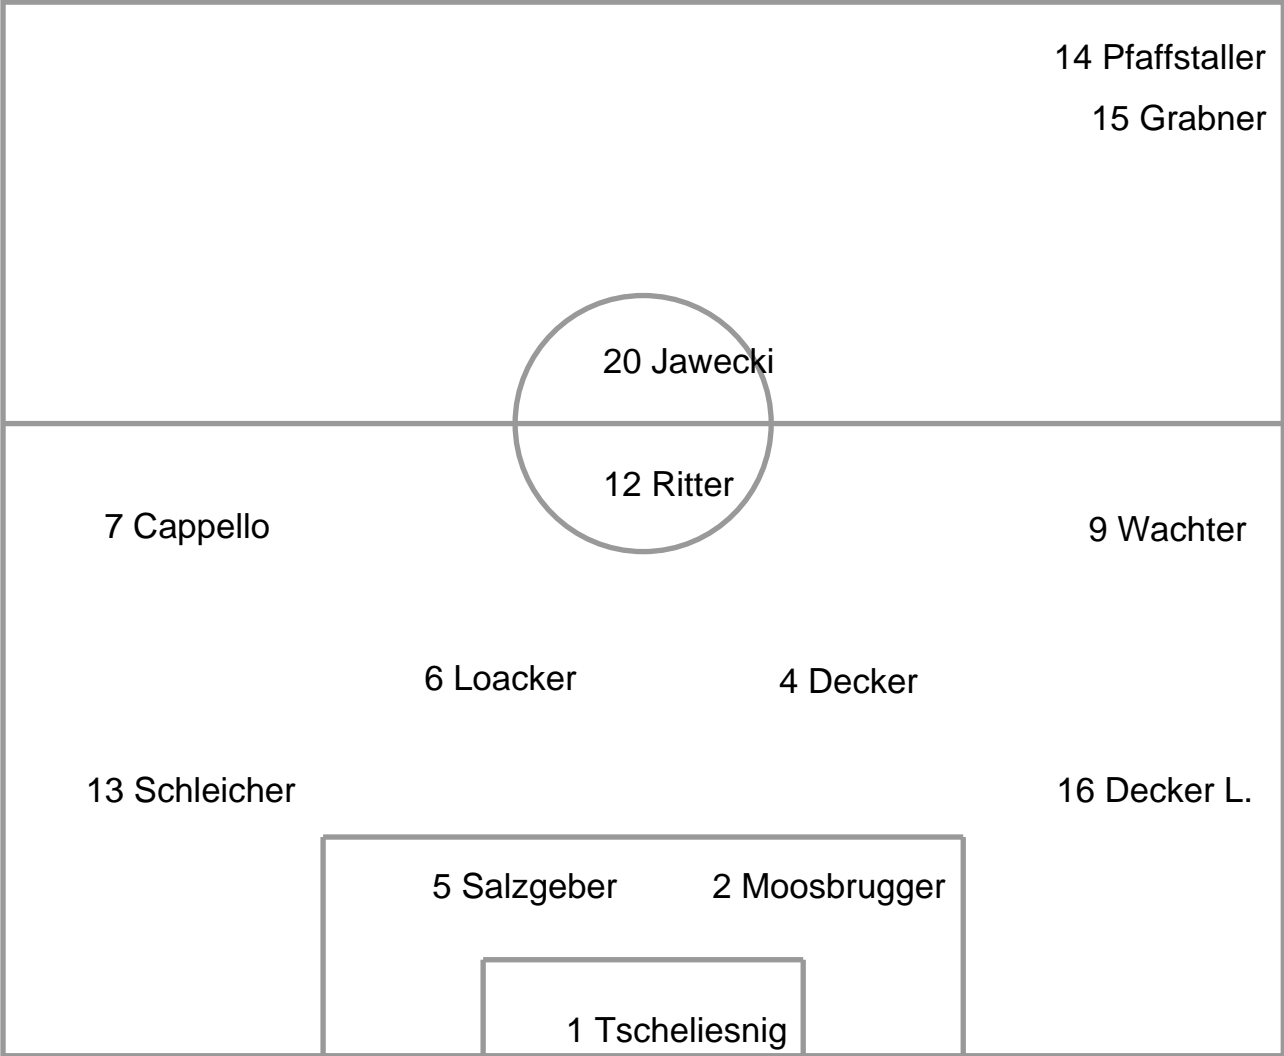 14 Pfaffstaller
15 Grabner
20 Jawecki
12 Ritter
7 Cappello
9 Wachter
6 Loacker
4 Decker
13 Schleicher
16 Decker L.
5 Salzgeber
2 Moosbrugger
1 Tscheliesnig